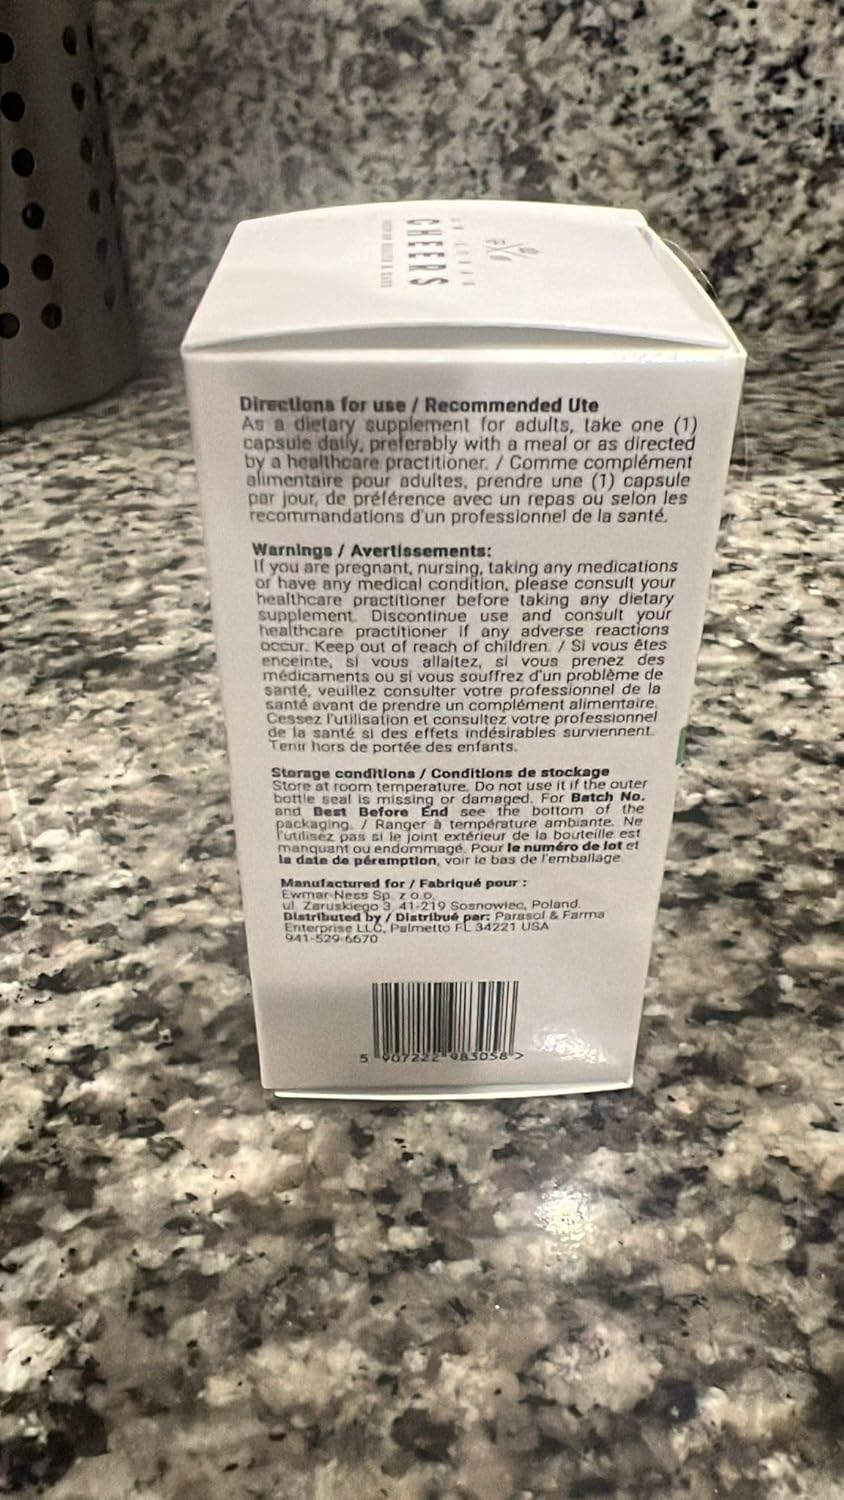 CHEERS
Directions for use / Recommended Ute
As a dietary supplement for adults, take one (1)
capsule daily, preferably with a meal or as directed
by a healthcare practitioner. / Comme complément
alimentaire pour adultes, prendre une (1) capsule
par jour, de préférence avec un repas ou selon les
recommandations d'un professionnel de la santé.
Warnings / Avertissements:
If you are pregnant, nursing, taking any medications
or have any medical condition, please consult your
healthcare practitioner before taking any dietary
supplement. Discontinue use and consult your
healthcare practitioner if any adverse reactions
occur. Keep out of reach of children. / Si vous êtes
enceinte, si vous allaitez, si vous prenez des
médicaments ou si vous souffrez d'un problème de
santé, veuillez consulter votre professionnel de la
santé avant de prendre un complément alimentaire.
Cessez l'utilisation et consultez votre professionnel
de la santé si des effets indésirables surviennent.
Tenir hors de portée des enfants.
Storage conditions / Conditions de stockage
Store at room temperature. Do not use it if the outer
bottle seal is missing or damaged. For Batch No.
and Best Before End see the bottom of the
packaging. / Ranger à température ambiante. Ne
l'utilisez pas si le joint extérieur de la bouteille est
manquant ou endommagé. Pour le numéro de lot et
la date de péremption, voir le bas de l'emballage
Manufactured for / Fabriqué pour :
Ewmar-Ness Sp. z o.o.
ul. Zaruskiego 3, 41-219 Sosnowiec, Poland.
Distributed by / Distribué par: Parasol & Farma
Enterprise LLC, Palmetto FL 34221 USA
941-529-6670
5 907222 983058 >